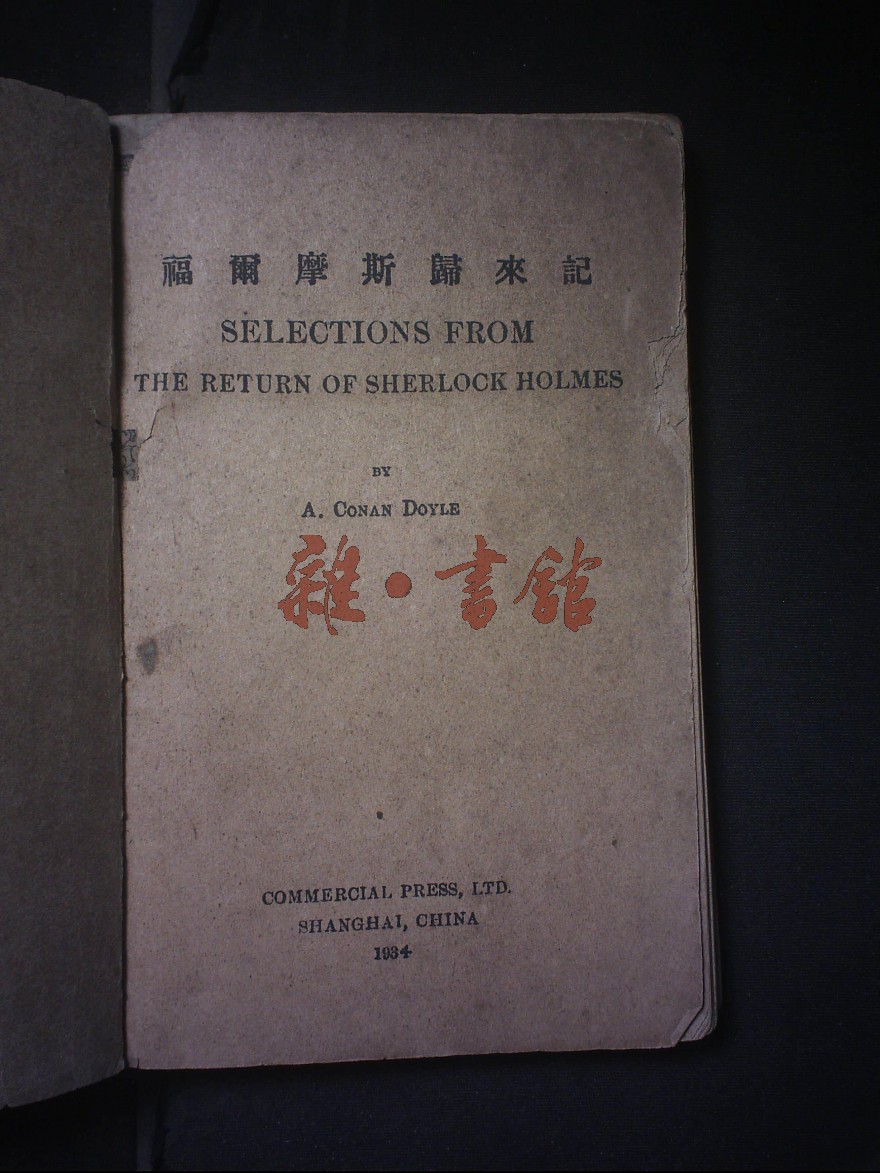 福爾摩斯歸來記
SELECTIONS FROM
THE RETURN OF SHERLOCK HOLMES
BY
A. CONAN DOYLE
雜·書館
COMMERCIAL PRESS, LTD.
SHANGHAI, CHINA
1934